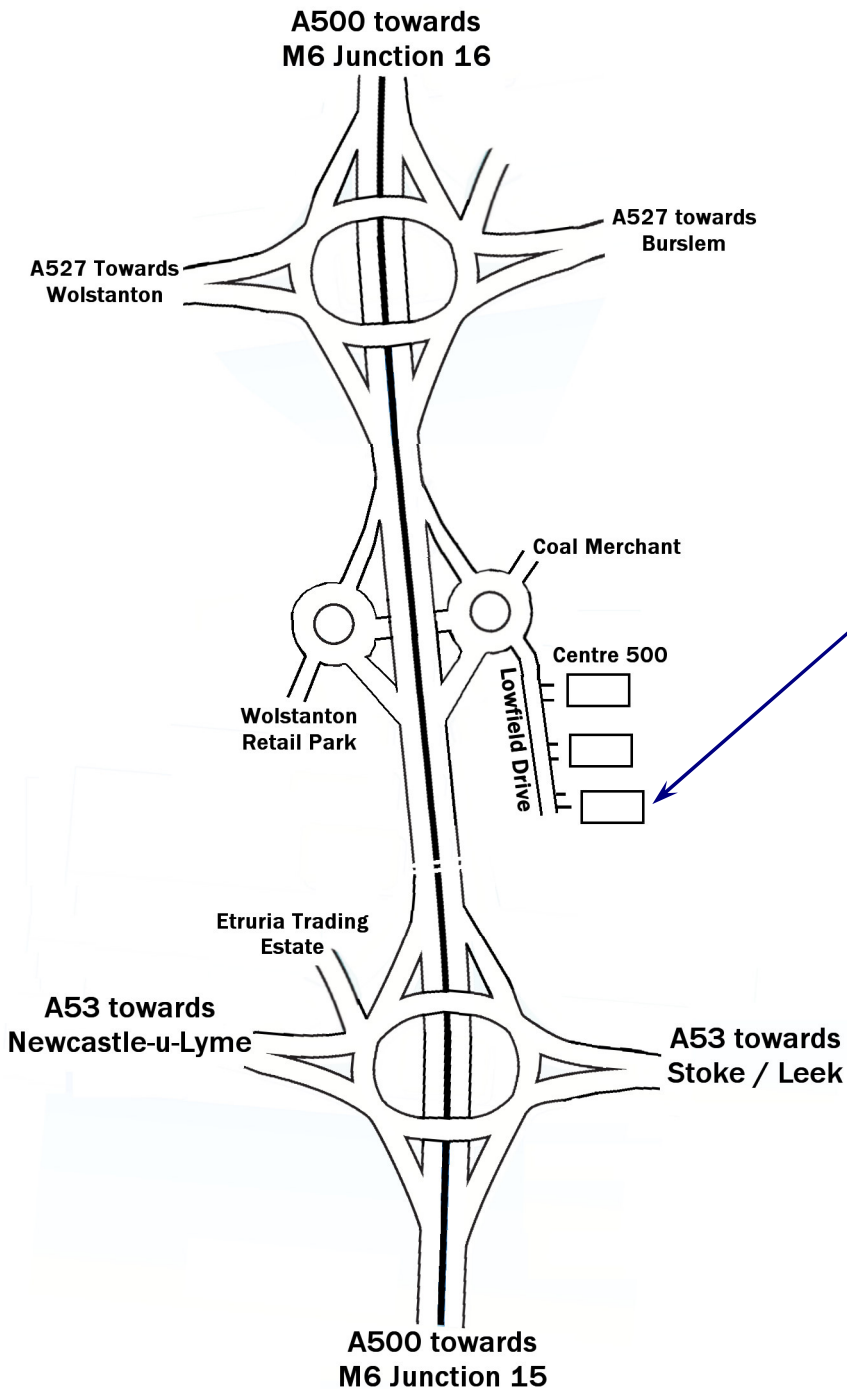 A500 towards
M6 Junction 16
A527 towards
Burslem
A527 Towards
Wolstanton
Coal Merchant
Centre 500
Lowfield Drive
Wolstanton
Retail Park
Etruria Trading
Estate
A53 towards
Newcastle-u-Lyme
A53 towards
Stoke / Leek
A500 towards
M6 Junction 15